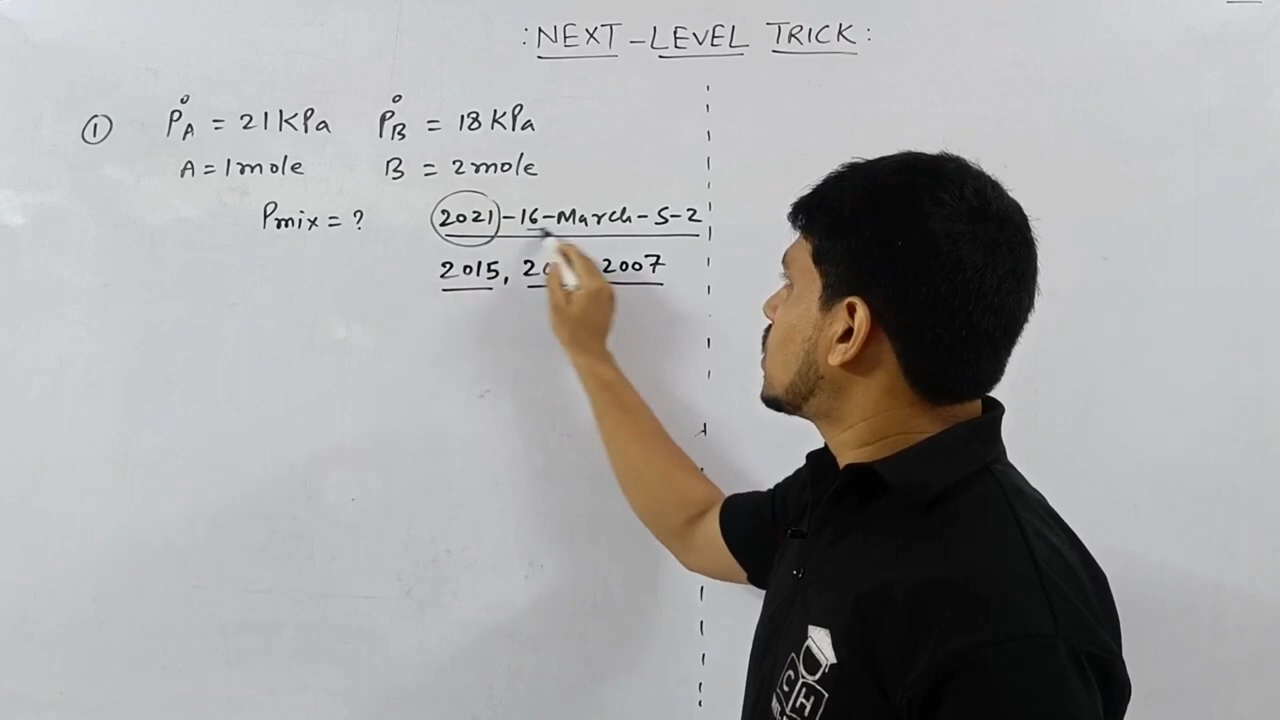 : NEXT - LEVEL TRICK :
① P°A = 21 KPa P°B = 18 KPa
A = 1 mole B = 2 mole
Pmix = ? 2021-16-March-S-2
2015, 2007
CH